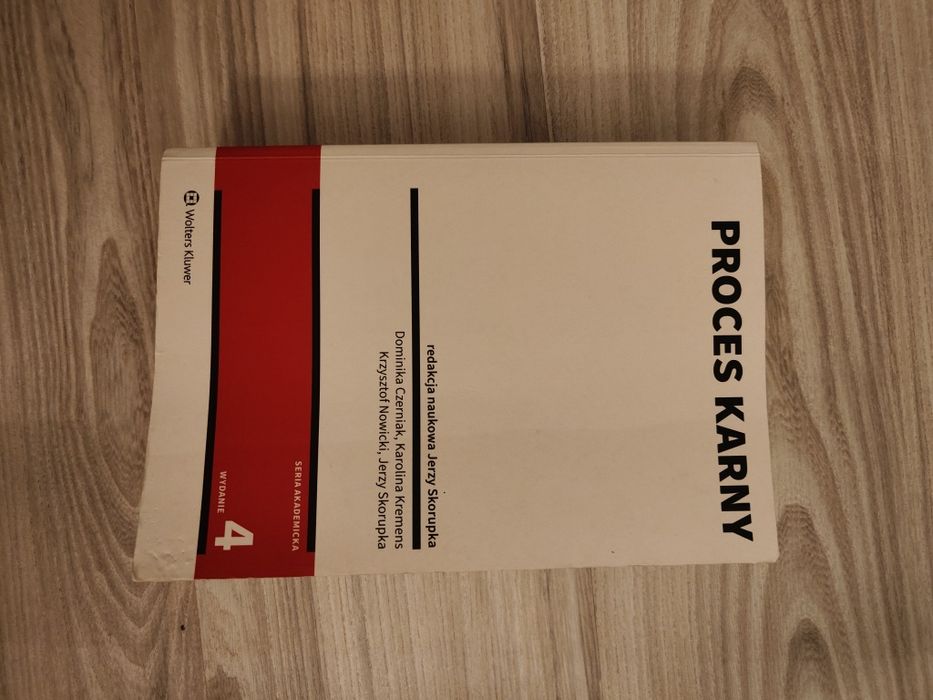 PROCES KARNY
redakcja naukowa Jerzy Skorupka
Dominika Czerniak, Karolina Kremens
Krzysztof Nowicki, Jerzy Skorupka
SERIA AKADEMICKA
WYDANIE 4
Wolters Kluwer